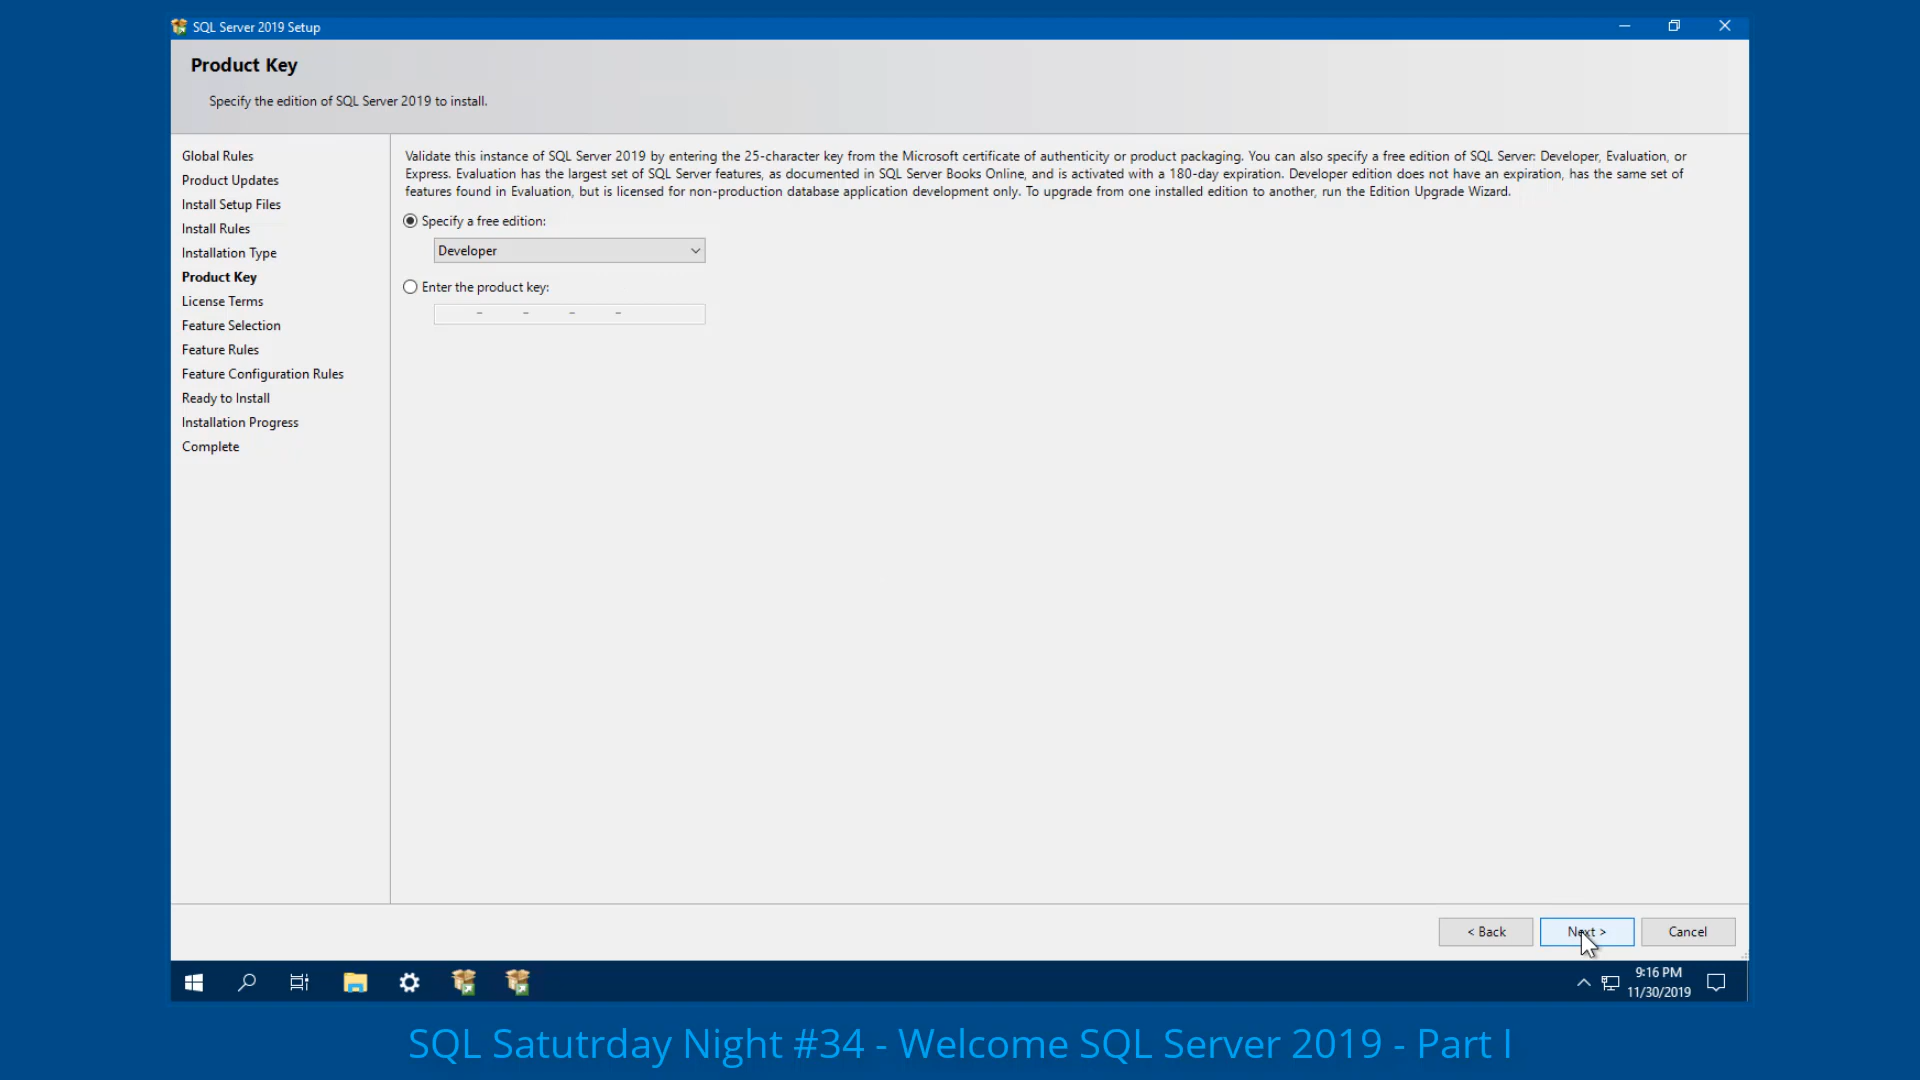 SQL Server 2019 Setup
Product Key
Specify the edition of SQL Server 2019 to install.
Global Rules
Product Updates
Install Setup Files
Install Rules
Installation Type
Product Key
License Terms
Feature Selection
Feature Rules
Feature Configuration Rules
Ready to Install
Installation Progress
Complete
Validate this instance of SQL Server 2019 by entering the 25-character key from the Microsoft certificate of authenticity or product packaging. You can also specify a free edition of SQL Server: Developer, Evaluation, or
Express. Evaluation has the largest set of SQL Server features, as documented in SQL Server Books Online, and is activated with a 180-day expiration. Developer edition does not have an expiration, has the same set of
features found in Evaluation, but is licensed for non-production database application development only. To upgrade from one installed edition to another, run the Edition Upgrade Wizard.
Specify a free edition:
Developer
Enter the product key:
- - - -
< Back
Next >
Cancel
9:16 PM
11/30/2019
SQL Satutrday Night #34 - Welcome SQL Server 2019 - Part I